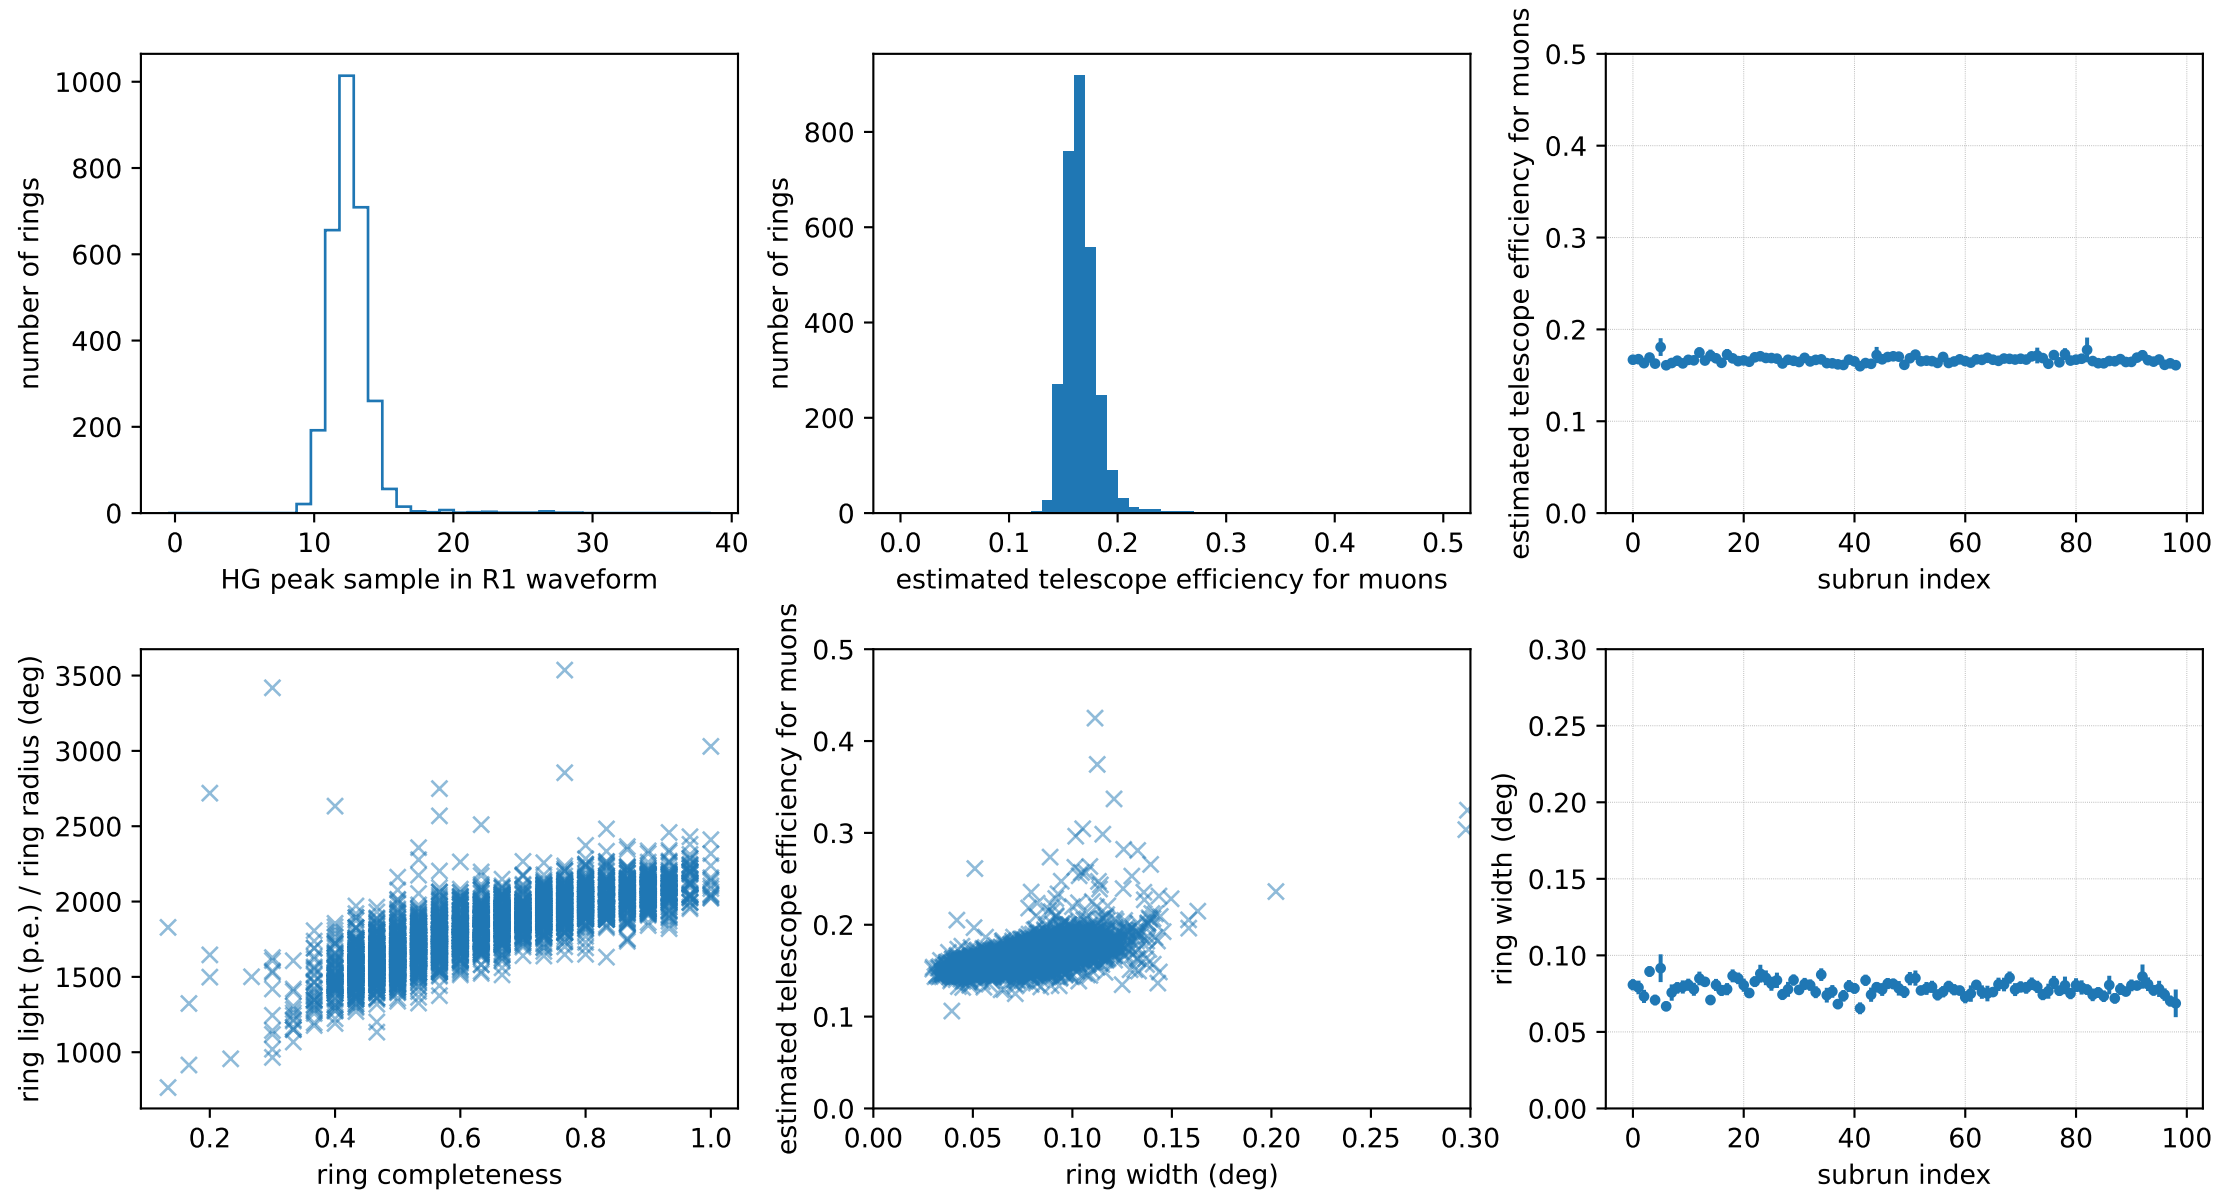 number of rings
1000
800
600
400
200
0
0 10 20 30 40
HG peak sample in R1 waveform
number of rings
800
600
400
200
0
0.0 0.1 0.2 0.3 0.4 0.5
estimated telescope efficiency for muons
estimated telescope efficiency for muons
0.5
0.4
0.3
0.2
0.1
0.0
0 20 40 60 80 100
subrun index
ring light (p.e.) / ring radius (deg)
3500
3000
2500
2000
1500
1000
0.2 0.4 0.6 0.8 1.0
ring completeness
estimated telescope efficiency for muons
0.5
0.4
0.3
0.2
0.1
0.0
0.00 0.05 0.10 0.15 0.20 0.25 0.30
ring width (deg)
ring width (deg)
0.30
0.25
0.20
0.15
0.10
0.05
0.00
0 20 40 60 80 100
subrun index